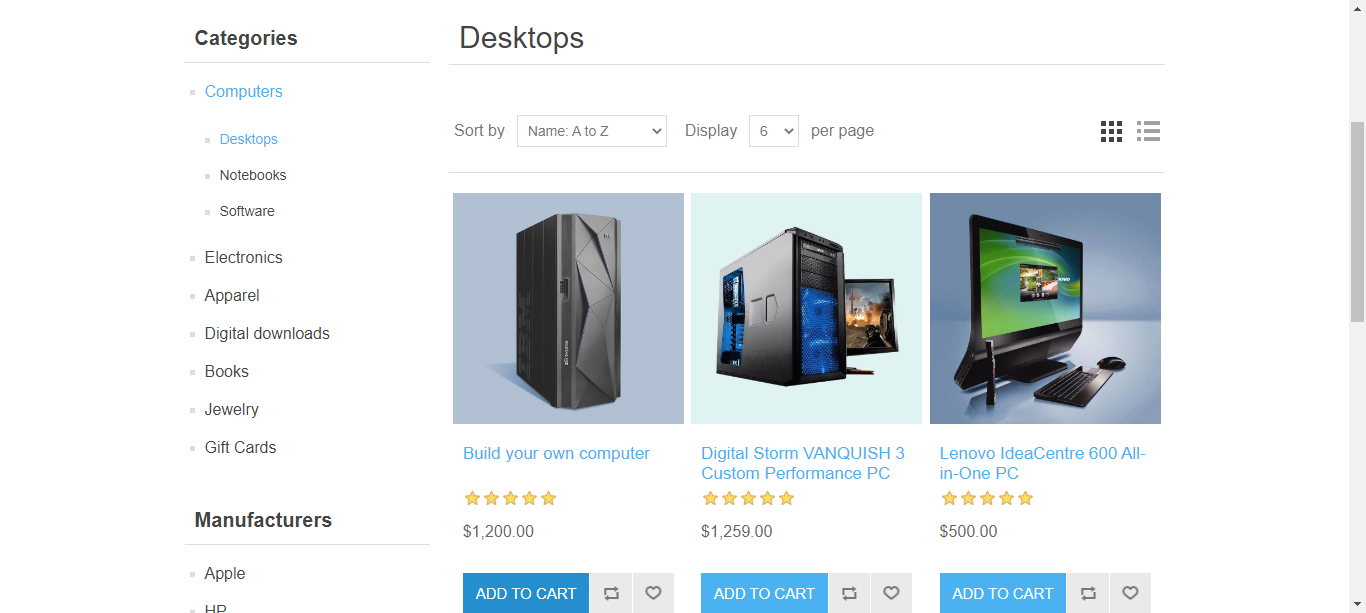 Categories
Computers
Desktops
Notebooks
Software
Electronics
Apparel
Digital downloads
Books
Jewelry
Gift Cards
Manufacturers
Apple
HP
Desktops
Sort by Name: A to Z Display 6 per page
IBM
zEnterprise
Build your own computer
$1,200.00
ADD TO CART
Digital Storm VANQUISH 3
Custom Performance PC
$1,259.00
ADD TO CART
Lenovo IdeaCentre 600 All-
in-One PC
$500.00
ADD TO CART